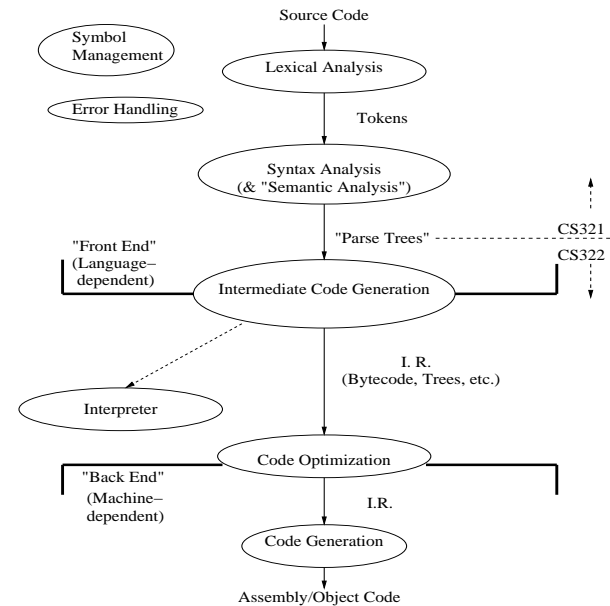 Source Code
Symbol
Management
Lexical Analysis
Error Handling
Tokens
Syntax Analysis
(& "Semantic Analysis")
CS321
"Parse Trees"
CS322
"Front End"
(Language–
dependent)
Intermediate Code Generation
I. R.
(Bytecode, Trees, etc.)
Interpreter
Code Optimization
"Back End"
(Machine–
dependent)
I.R.
Code Generation
Assembly/Object Code